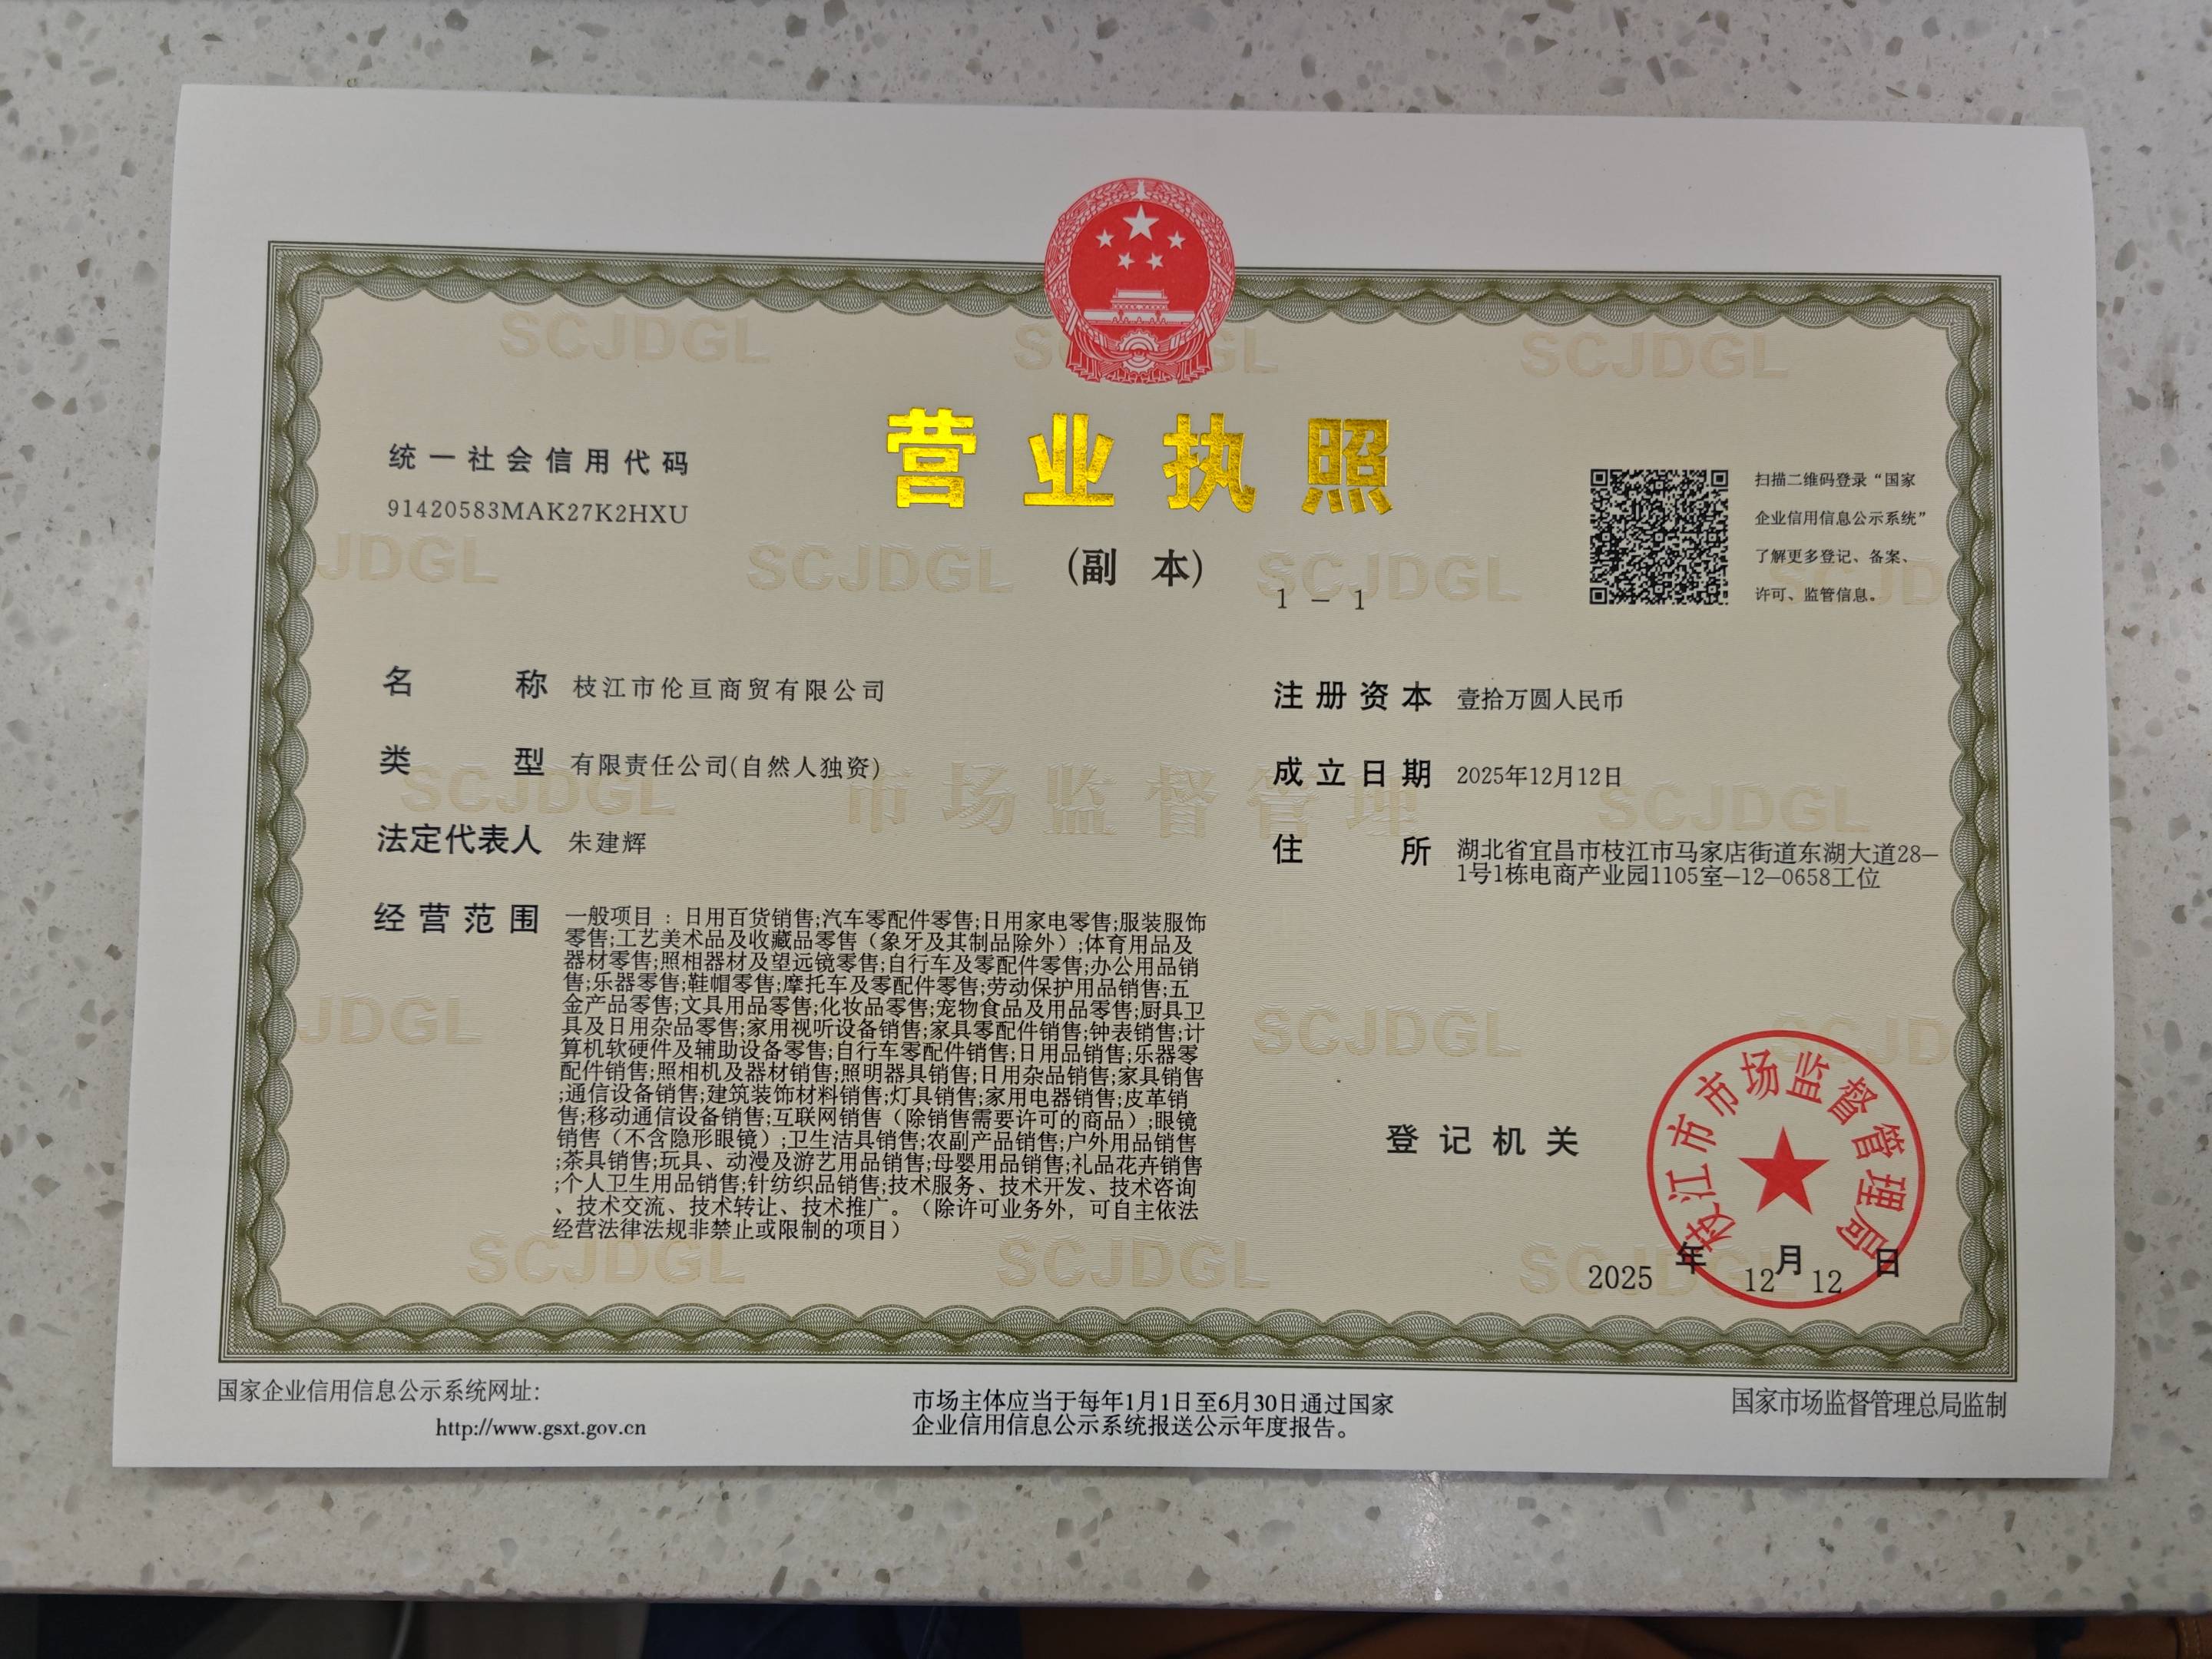 营业执照
(副 本)
1 — 1
统一社会信用代码
91420583MAK27K2HXU
扫描二维码登录“国家
企业信用信息公示系统”
了解更多登记、备案、
许可、监管信息。
名 称 枝江市伦亘商贸有限公司
类 型 有限责任公司(自然人独资)
法定代表人 朱建辉
经营范围 一般项目：日用百货销售;汽车零配件零售;日用家电零售;服装服饰
零售;工艺美术品及收藏品零售（象牙及其制品除外）;体育用品及
器材零售;照相器材及望远镜零售;自行车及零配件零售;办公用品销
售;乐器零售;鞋帽零售;摩托车及零配件零售;劳动保护用品销售;五
金产品零售;文具用品零售;化妆品零售;宠物食品及用品零售;厨具卫
具及日用杂品零售;家用视听设备销售;家具零配件销售;钟表销售;计
算机软硬件及辅助设备零售;自行车零配件销售;日用品销售;乐器零
配件销售;照相机及器材销售;照明器具销售;日用杂品销售;家具销售
;通信设备销售;建筑装饰材料销售;灯具销售;家用电器销售;皮革销
售;移动通信设备销售;互联网销售（除销售需要许可的商品）;眼镜
销售（不含隐形眼镜）;卫生洁具销售;农副产品销售;户外用品销售
;茶具销售;玩具、动漫及游艺用品销售;母婴用品销售;礼品花卉销售
;个人卫生用品销售;针纺织品销售;技术服务、技术开发、技术咨询
、技术交流、技术转让、技术推广。（除许可业务外，可自主依法
经营法律法规非禁止或限制的项目）
注册资本 壹拾万圆人民币
成立日期 2025年12月12日
住 所 湖北省宜昌市枝江市马家店街道东湖大道28—
1号1栋电商产业园1105室—12—0658工位
登记机关
枝江市市场监督管理局
2025 年 12 月 12 日
国家企业信用信息公示系统网址:
http://www.gsxt.gov.cn
市场主体应当于每年1月1日至6月30日通过国家
企业信用信息公示系统报送公示年度报告。
国家市场监督管理总局监制
SCJDGL
市场监督管理